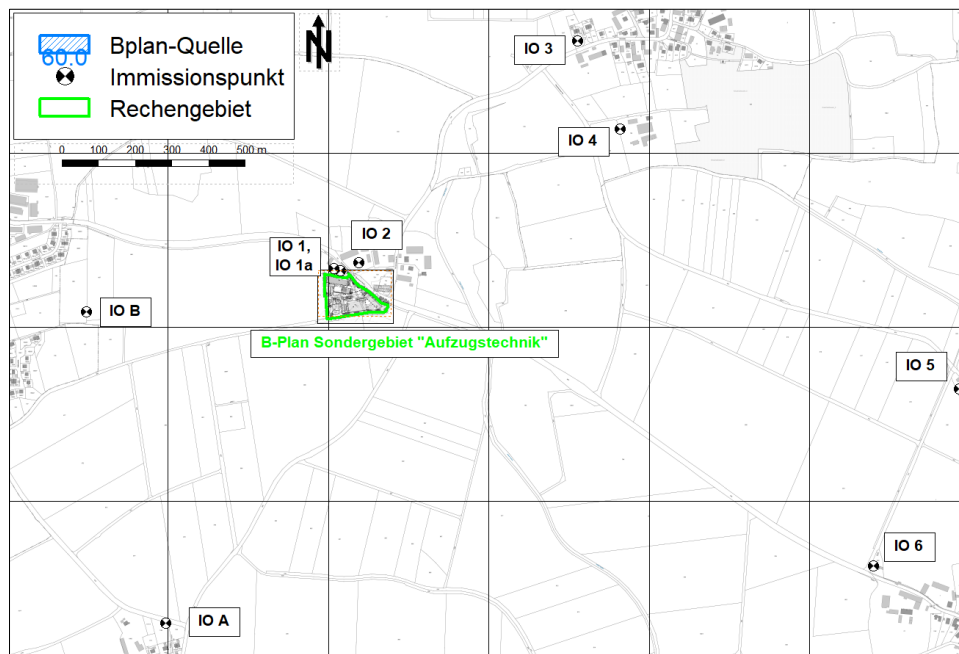 Bplan-Quelle
60.0
Immissionspunkt
Rechengebiet
N
0 100 200 300 400 500 m
IO 3
IO 4
IO 2
IO 1,
IO 1a
IO B
B-Plan Sondergebiet "Aufzugstechnik"
IO 5
IO 6
IO A